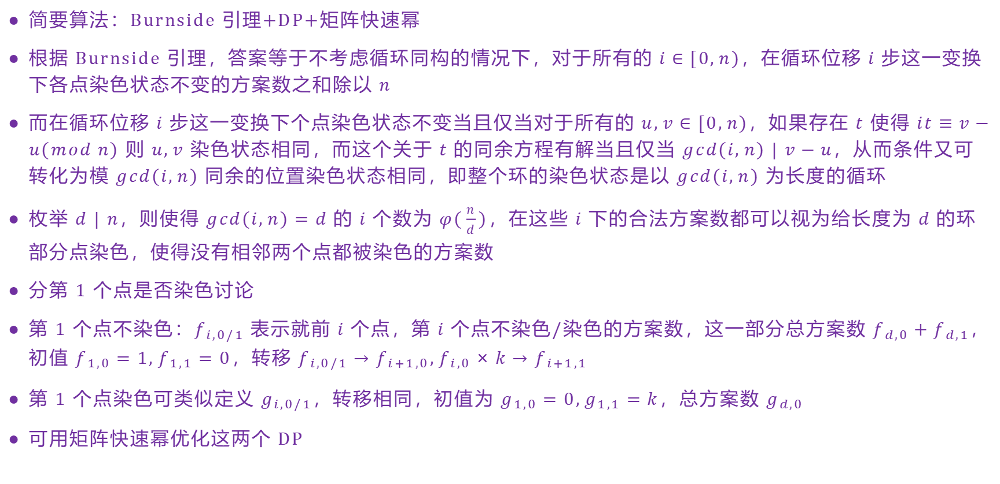 ● 简要算法：Burnside 引理+DP+矩阵快速幂
● 根据 Burnside 引理，答案等于不考虑循环同构的情况下，对于所有的 i ∈ [0, n)，在循环位移 i 步这一变换
下各点染色状态不变的方案数之和除以 n
● 而在循环位移 i 步这一变换下个点染色状态不变当且仅当对于所有的 u, v ∈ [0, n)，如果存在 t 使得 it ≡ v −
u(mod n) 则 u, v 染色状态相同，而这个关于 t 的同余方程有解当且仅当 gcd(i, n) | v − u，从而条件又可
转化为模 gcd(i, n) 同余的位置染色状态相同，即整个环的染色状态是以 gcd(i, n) 为长度的循环
● 枚举 d | n，则使得 gcd(i, n) = d 的 i 个数为 φ(n/d)，在这些 i 下的合法方案数都可以视为给长度为 d 的环
部分点染色，使得没有相邻两个点都被染色的方案数
● 分第 1 个点是否染色讨论
● 第 1 个点不染色：f_{i,0/1} 表示就前 i 个点，第 i 个点不染色/染色的方案数，这一部分总方案数 f_{d,0} + f_{d,1}，
初值 f_{1,0} = 1, f_{1,1} = 0，转移 f_{i,0/1} → f_{i+1,0}, f_{i,0} × k → f_{i+1,1}
● 第 1 个点染色可类似定义 g_{i,0/1}，转移相同，初值为 g_{1,0} = 0, g_{1,1} = k，总方案数 g_{d,0}
● 可用矩阵快速幂优化这两个 DP